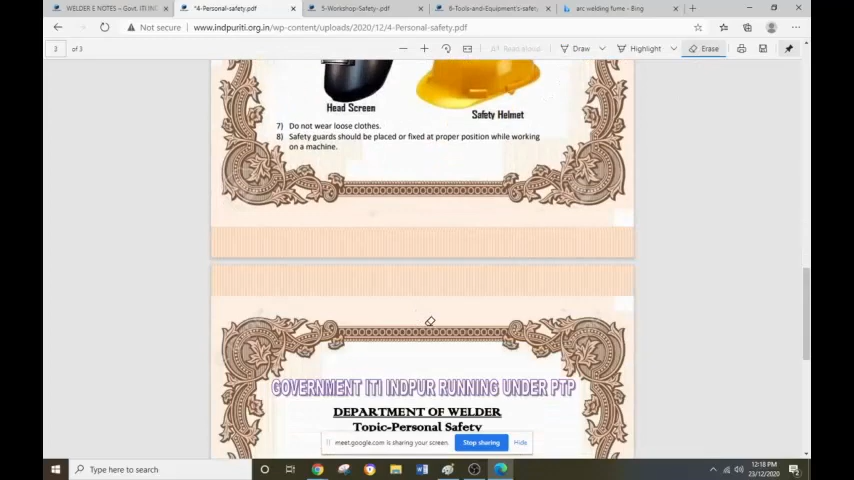 WELDER E NOTES – Govt. ITI IND
*4-Personal-safety.pdf
5-Workshop-Safety-.pdf
6-Tools-and-Equipment's-safety
arc welding fume - Bing
Not secure
www.indpuriti.org.in/wp-content/uploads/2020/12/4-Personal-safety.pdf
2 of 3
Read aloud
Draw
Highlight
Erase
Head Screen
Safety Helmet
7) Do not wear loose clothes.
8) Safety guards should be placed or fixed at proper position while working
on a machine.
GOVERNMENT ITI INDPUR RUNNING UNDER PTP
DEPARTMENT OF WELDER
Topic-Personal Safety
meet.google.com is sharing your screen.
Stop sharing
Hide
Type here to search
12:18 PM
23/12/2020